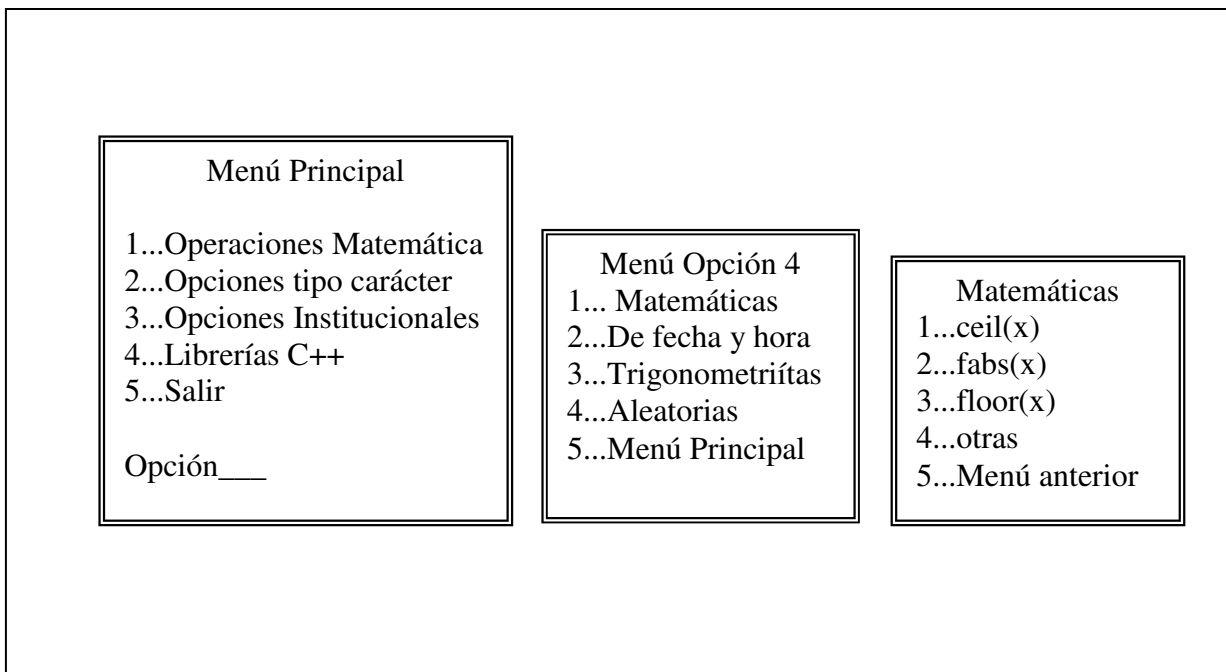 Menú Principal
1...Operaciones Matemática
2...Opciones tipo carácter
3...Opciones Institucionales
4...Librerías C++
5...Salir
Opción___
Menú Opción 4
1... Matemáticas
2...De fecha y hora
3...Trigonometriítas
4...Aleatorias
5...Menú Principal
Matemáticas
1...ceil(x)
2...fabs(x)
3...floor(x)
4...otras
5...Menú anterior